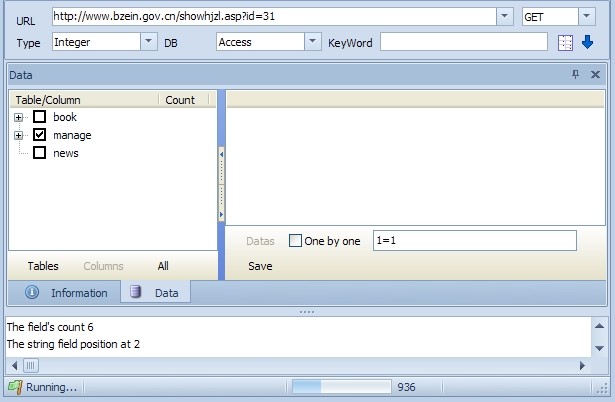 URL http://www.bzein.gov.cn/showhjzl.asp?id=31 GET
Type Integer DB Access KeyWord
Data
Table/Column Count
book
manage
news
Datas One by one 1=1
Tables Columns All Save
Information Data
The field's count 6
The string field position at 2
Running... 936